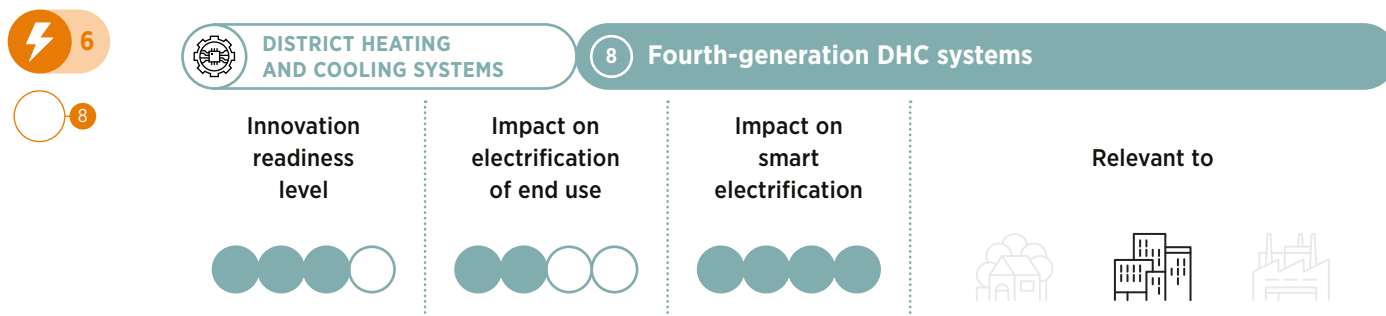 6
8
DISTRICT HEATING
AND COOLING SYSTEMS
8 Fourth-generation DHC systems
Innovation
readiness
level
Impact on
electrification
of end use
Impact on
smart
electrification
Relevant to